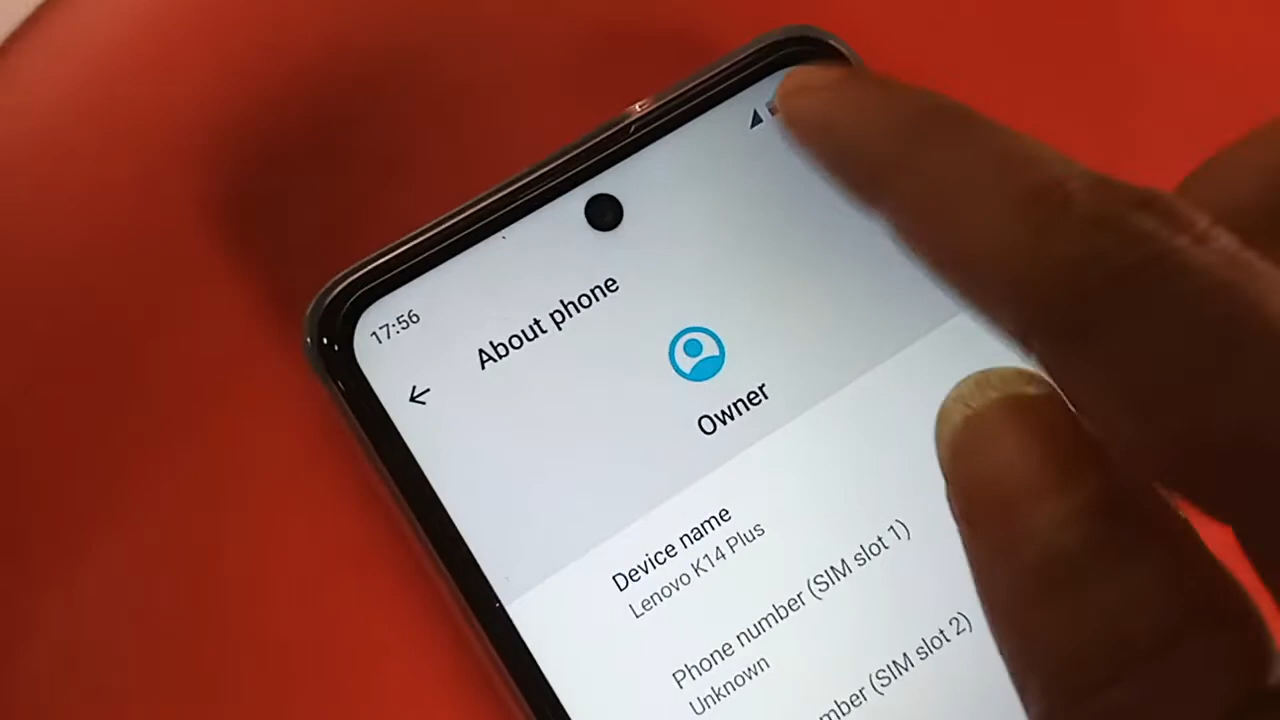 17:56
About phone
Owner
Device name
Lenovo K14 Plus
Phone number (SIM slot 1)
Unknown
mber (SIM slot 2)